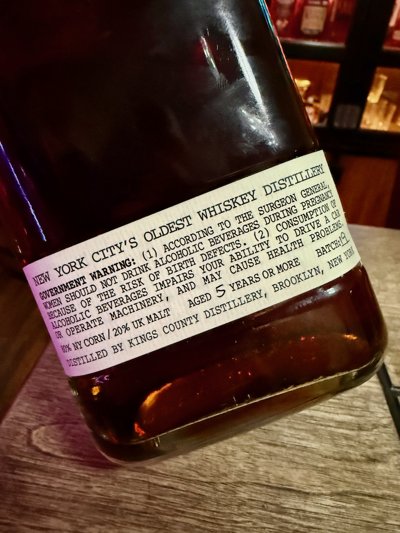 NEW YORK CITY'S OLDEST WHISKEY DISTILLERY
GOVERNMENT WARNING: (1) ACCORDING TO THE SURGEON GENERAL,
WOMEN SHOULD NOT DRINK ALCOHOLIC BEVERAGES DURING PREGNANCY
BECAUSE OF THE RISK OF BIRTH DEFECTS. (2) CONSUMPTION OF
ALCOHOLIC BEVERAGES IMPAIRS YOUR ABILITY TO DRIVE A CAR
OR OPERATE MACHINERY, AND MAY CAUSE HEALTH PROBLEMS.
80% NY CORN / 20% UK MALT AGED 5 YEARS OR MORE BATCH:
DISTILLED BY KINGS COUNTY DISTILLERY, BROOKLYN, NEW YORK